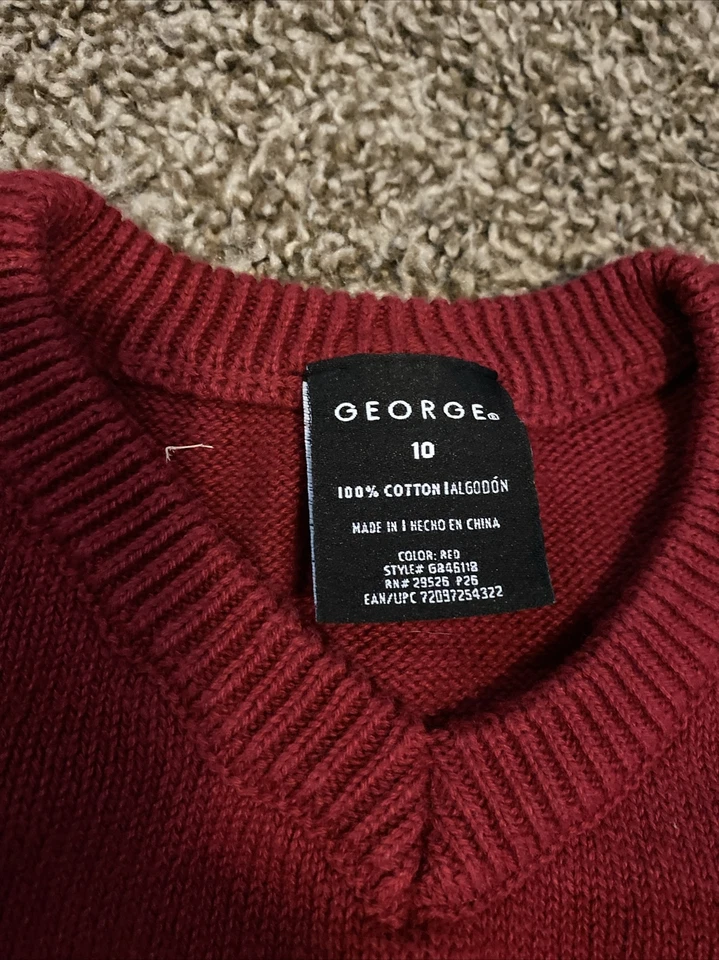 GEORGE®
10
100% COTTON | ALGODÓN
MADE IN | HECHO EN CHINA
COLOR: RED
STYLE# G846118
RN# 29526 P26
EAN/UPC 72097254322